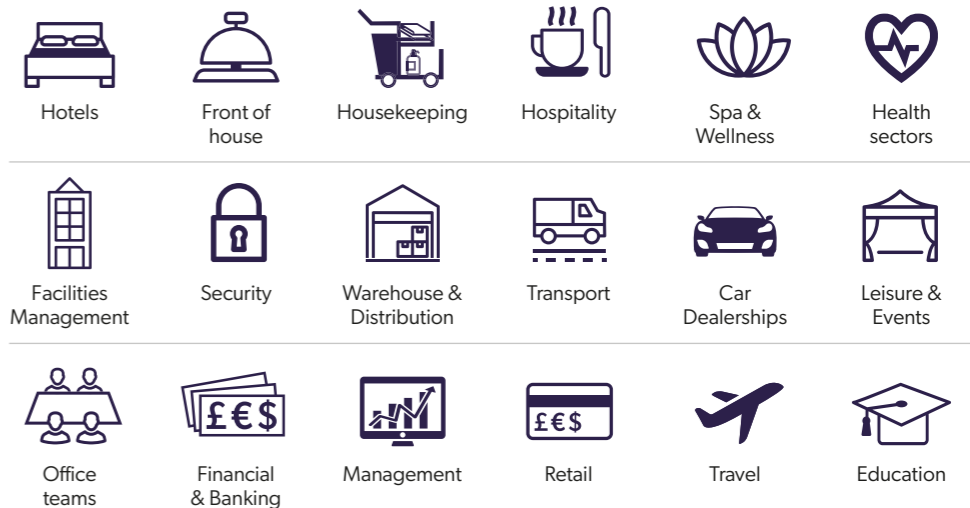 Hotels
Front of
house
Housekeeping
Hospitality
Spa &
Wellness
Health
sectors
Facilities
Management
Security
Warehouse &
Distribution
Transport
Car
Dealerships
Leisure &
Events
£€$
£€$
Office
teams
Financial
& Banking
Management
Retail
Travel
Education